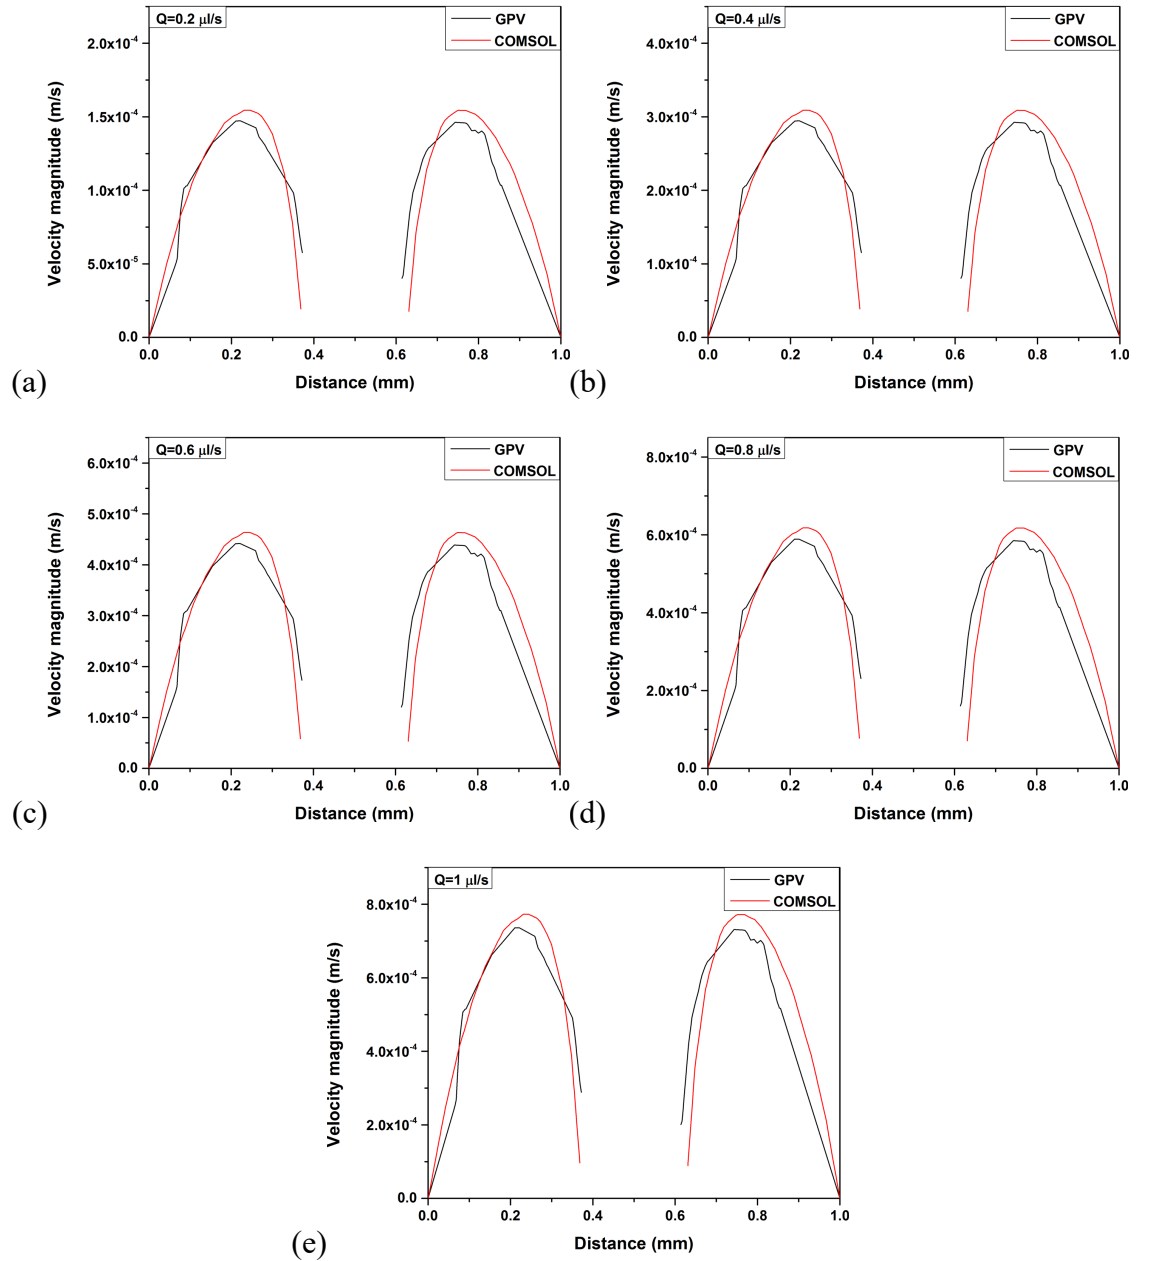 Q=0.2 μl/s
GPV
COMSOL
2.0x10⁻⁴
1.5x10⁻⁴
1.0x10⁻⁴
5.0x10⁻⁵
0.0
Velocity magnitude (m/s)
0.0 0.2 0.4 0.6 0.8 1.0
Distance (mm)
(a)
Q=0.4 μl/s
GPV
COMSOL
4.0x10⁻⁴
3.0x10⁻⁴
2.0x10⁻⁴
1.0x10⁻⁴
0.0
Velocity magnitude (m/s)
0.0 0.2 0.4 0.6 0.8 1.0
Distance (mm)
(b)
Q=0.6 μl/s
GPV
COMSOL
6.0x10⁻⁴
5.0x10⁻⁴
4.0x10⁻⁴
3.0x10⁻⁴
2.0x10⁻⁴
1.0x10⁻⁴
0.0
Velocity magnitude (m/s)
0.0 0.2 0.4 0.6 0.8 1.0
Distance (mm)
(c)
Q=0.8 μl/s
GPV
COMSOL
8.0x10⁻⁴
6.0x10⁻⁴
4.0x10⁻⁴
2.0x10⁻⁴
0.0
Velocity magnitude (m/s)
0.0 0.2 0.4 0.6 0.8 1.0
Distance (mm)
(d)
Q=1 μl/s
GPV
COMSOL
8.0x10⁻⁴
6.0x10⁻⁴
4.0x10⁻⁴
2.0x10⁻⁴
0.0
Velocity magnitude (m/s)
0.0 0.2 0.4 0.6 0.8 1.0
Distance (mm)
(e)